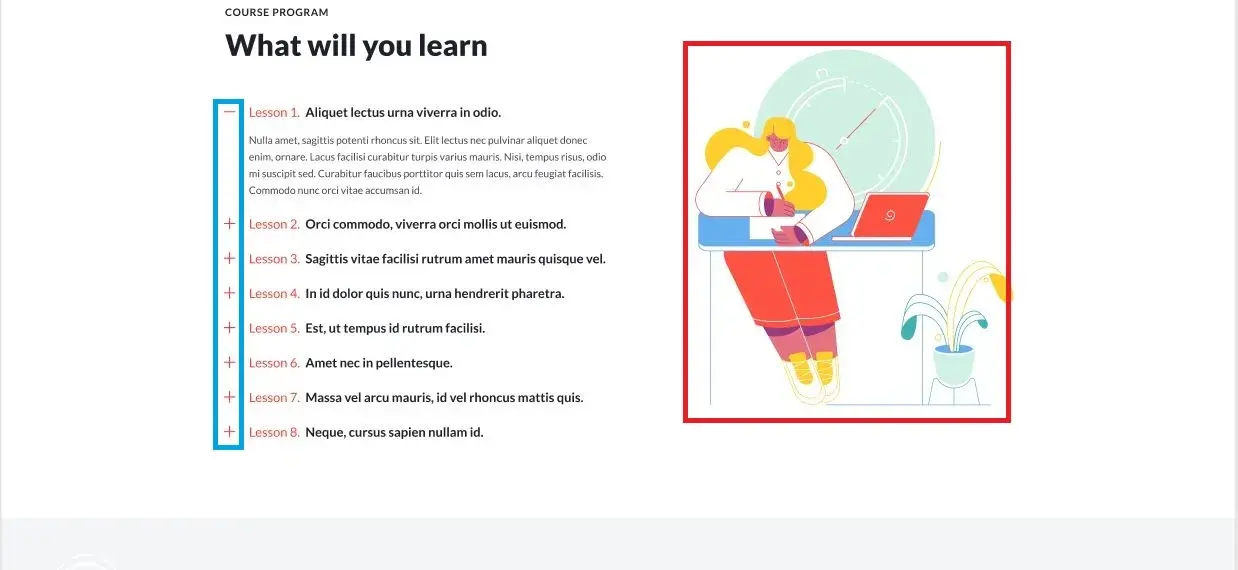 COURSE PROGRAM
What will you learn
Lesson 1. Aliquet lectus urna viverra in odio.
Nulla amet, sagittis potenti rhoncus sit. Elit lectus nec pulvinar aliquet donec
enim, ornare. Lacus facilisi curabitur turpis varius mauris. Nisi, tempus risus, odio
mi suscipit sed. Curabitur faucibus porttitor quis sem lacus, arcu feugiat facilisis.
Commodo nunc orci vitae accumsan id.
Lesson 2. Orci commodo, viverra orci mollis ut euismod.
Lesson 3. Sagittis vitae facilisi rutrum amet mauris quisque vel.
Lesson 4. In id dolor quis nunc, urna hendrerit pharetra.
Lesson 5. Est, ut tempus id rutrum facilisi.
Lesson 6. Amet nec in pellentesque.
Lesson 7. Massa vel arcu mauris, id vel rhoncus mattis quis.
Lesson 8. Neque, cursus sapien nullam id.